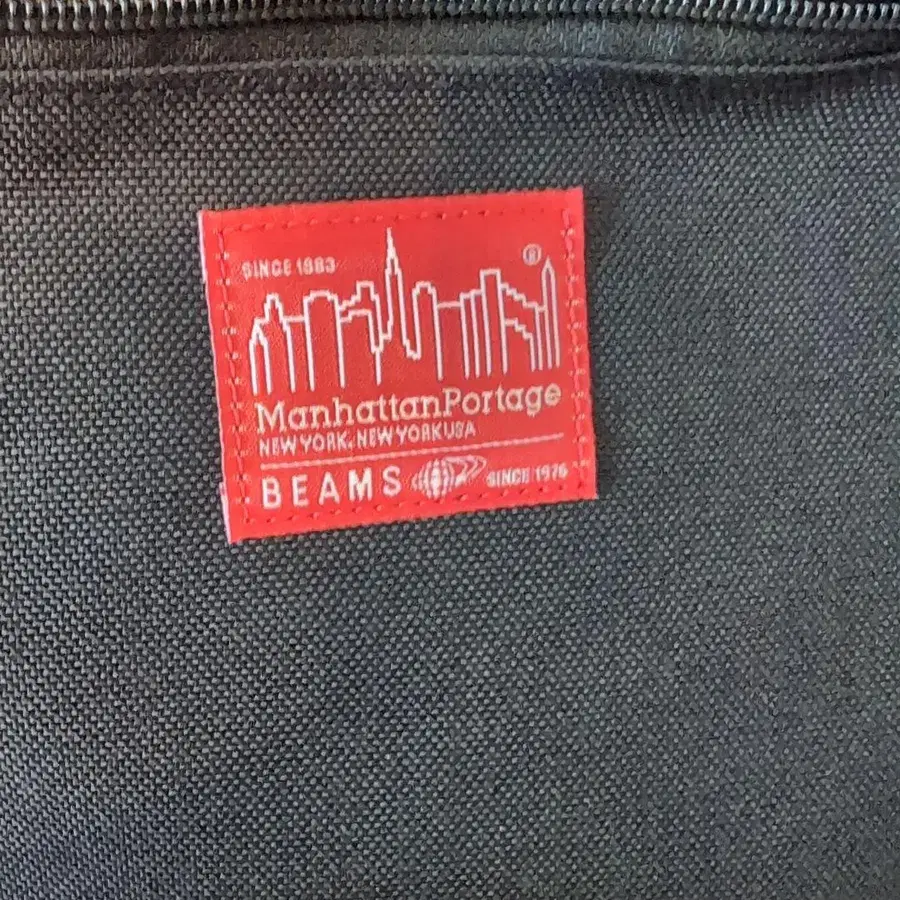 SINCE 1983
®
ManhattanPortage
NEW YORK, NEW YORK USA
BEAMS SINCE 1976